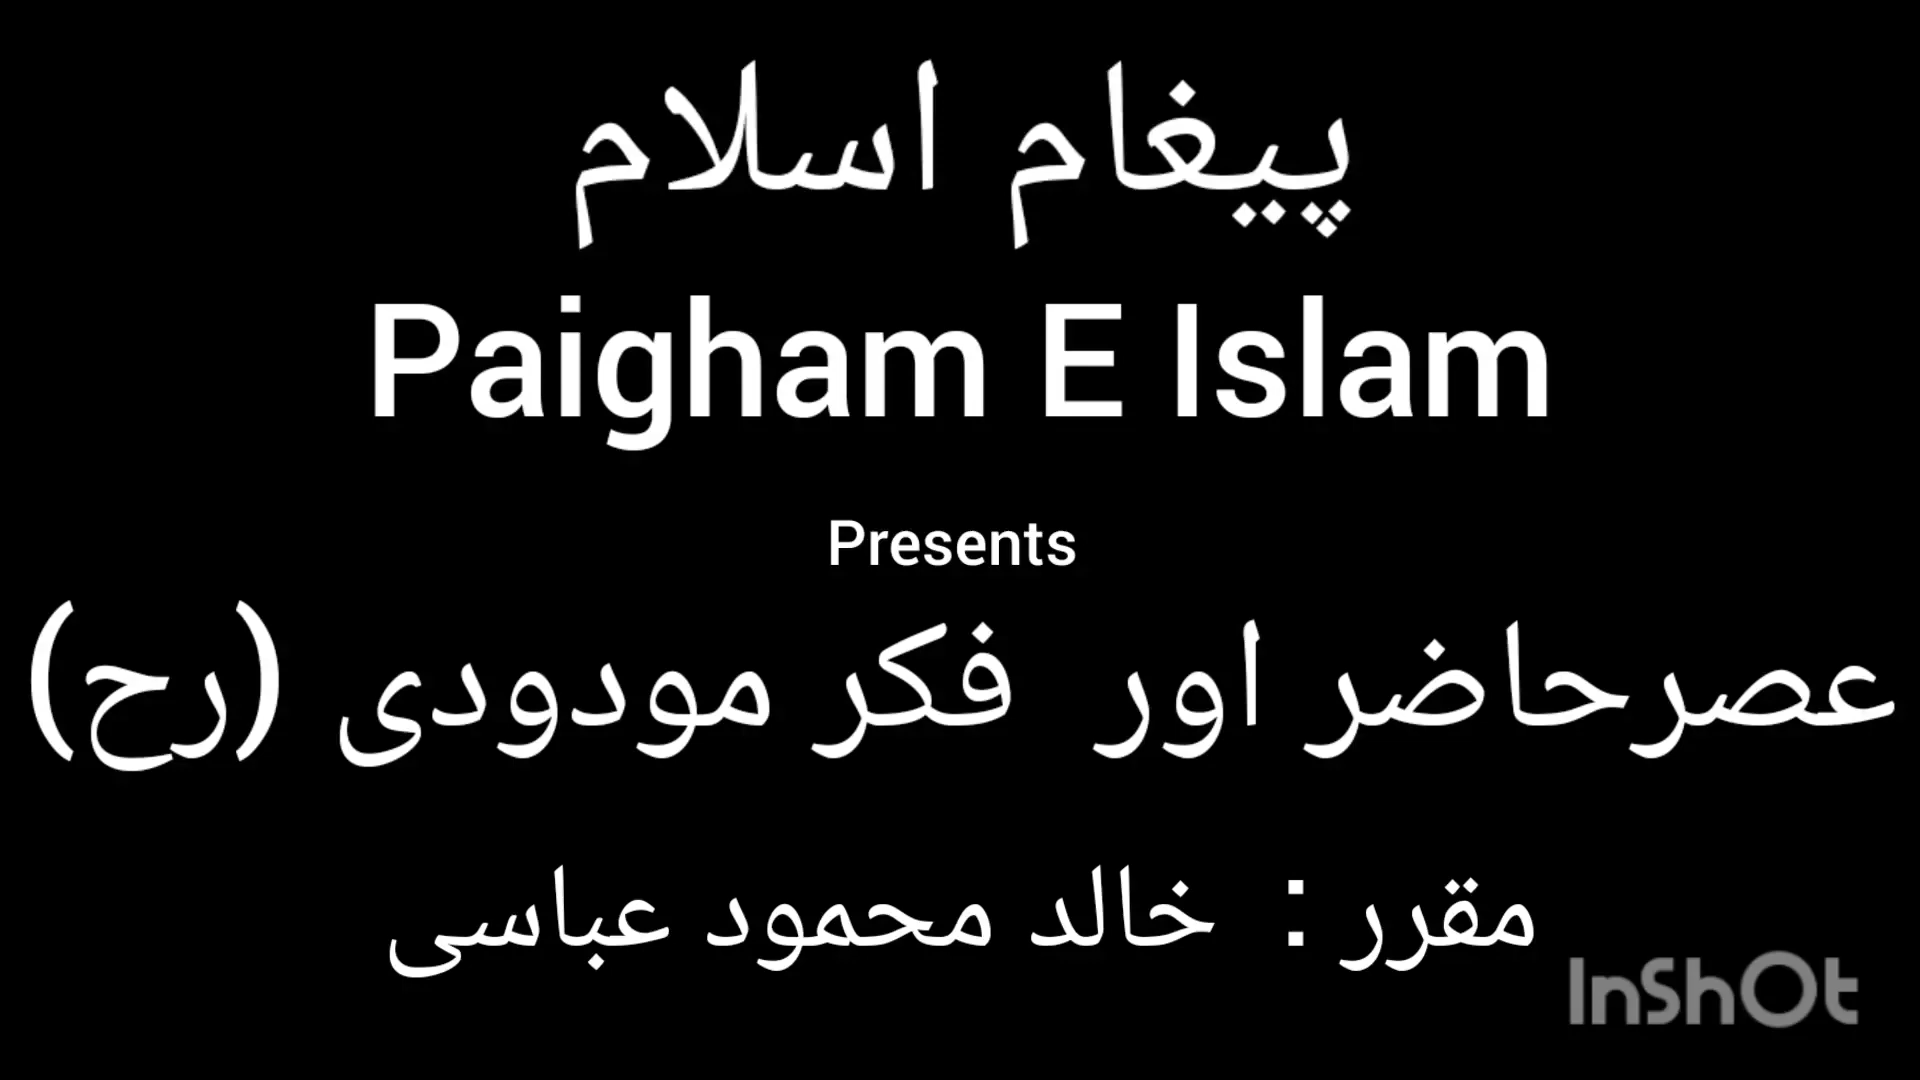 پیغام اسلام
Paigham E Islam
Presents
عصرحاضر اور فکر مودودی (رح)
مقرر : خالد محمود عباسی
InShOt